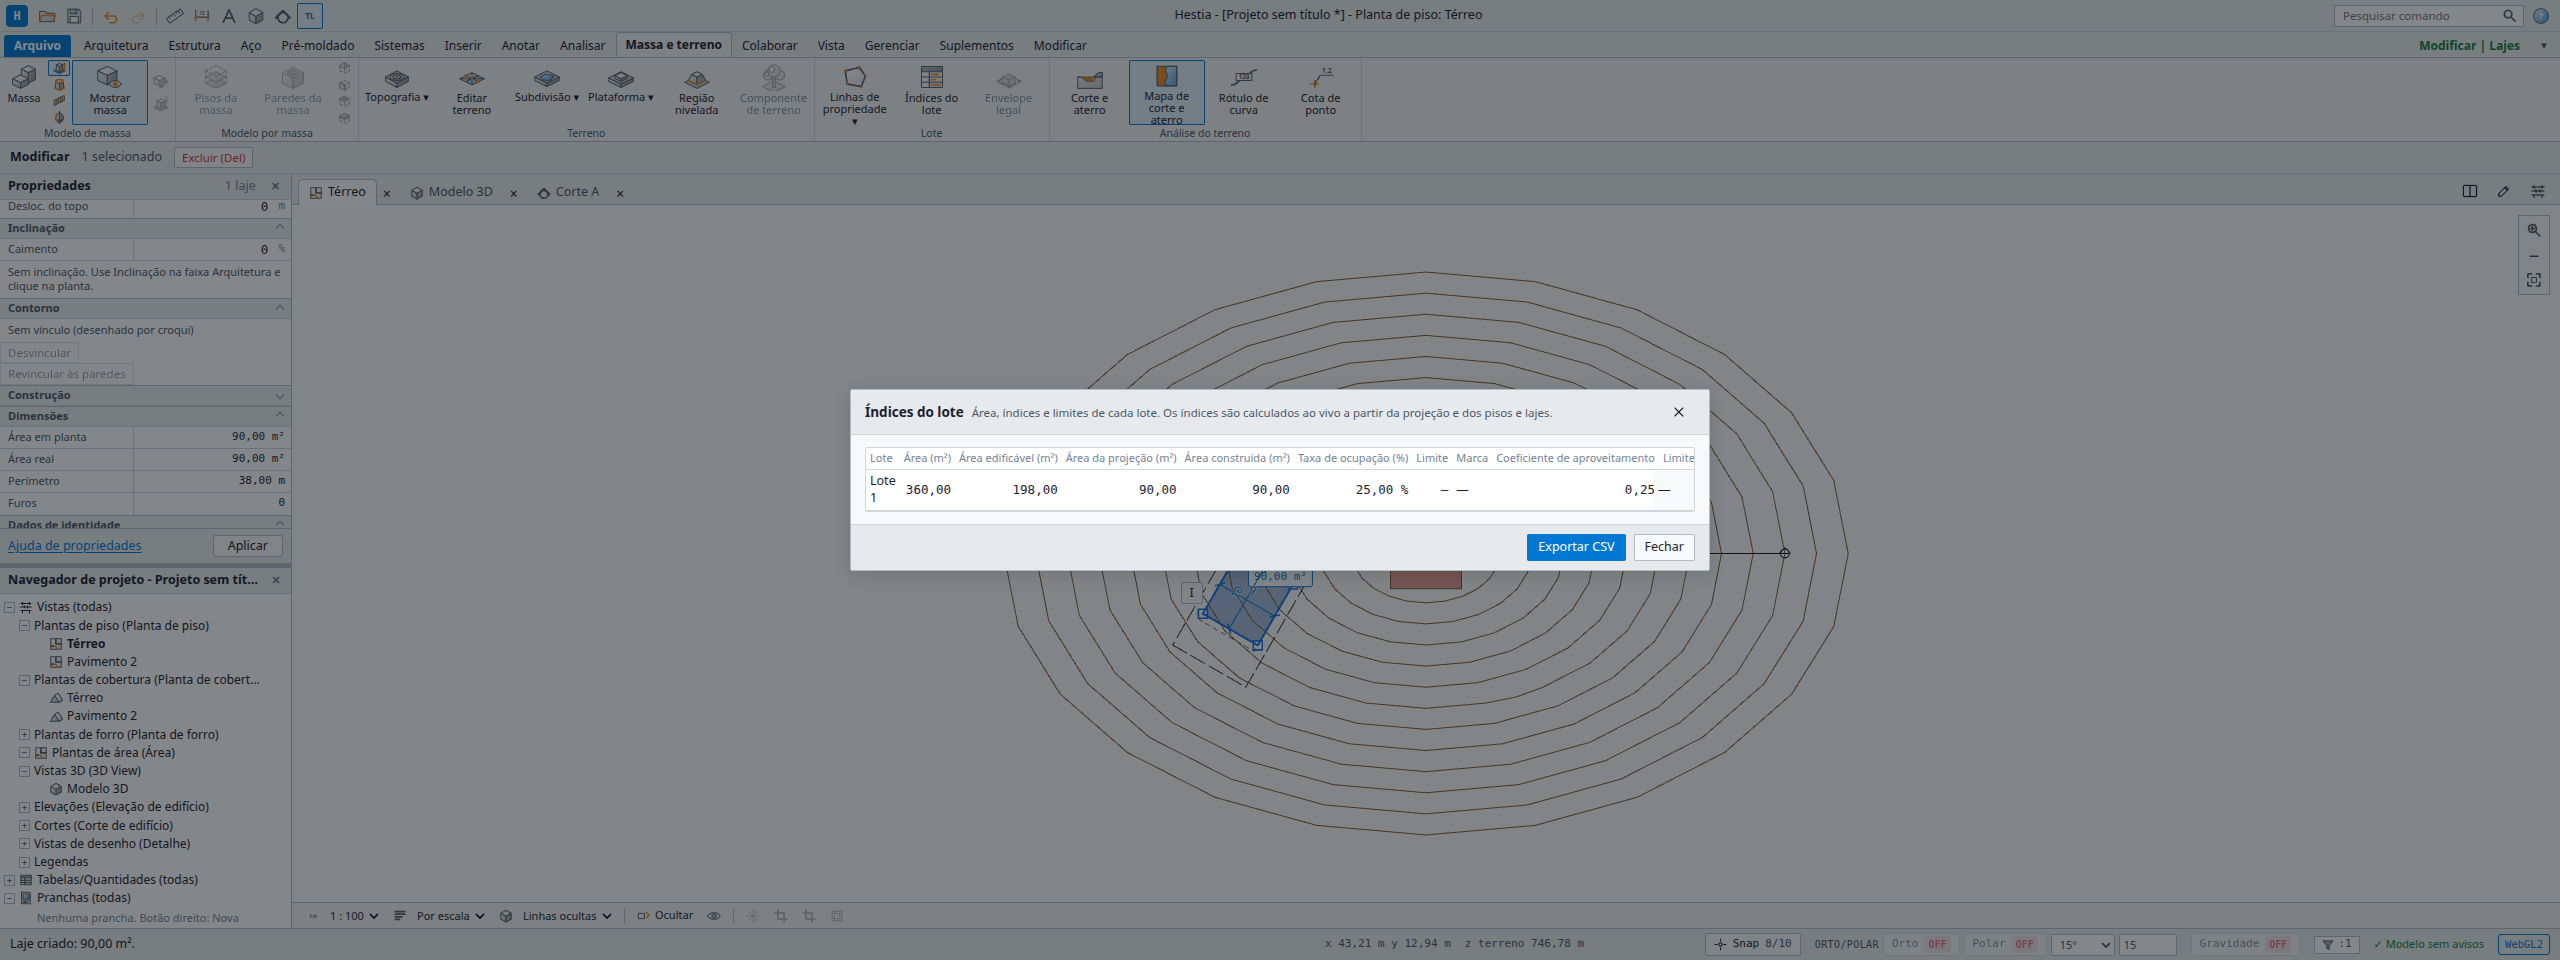 Hestia - [Projeto sem título *] - Planta de piso: Térreo
Pesquisar comando
Arquivo Arquitetura Estrutura Aço Pré-moldado Sistemas Inserir Anotar Analisar Massa e terreno Colaborar Vista Gerenciar Suplementos Modificar
Modificar | Lajes
Massa
Mostrar massa
Pisos da massa
Paredes da massa
Topografia
Editar terreno
Subdivisão
Plataforma
Região nivelada
Componente de terreno
Linhas de propriedade
Índices do lote
Envelope legal
Corte e aterro
Mapa de corte e aterro
Rótulo de curva
Cota de ponto
Modelo de massa
Modelo por massa
Terreno
Lote
Análise do terreno
Modificar 1 selecionado Excluir (Del)
Propriedades 1 laje
Térreo
Modelo 3D
Corte A
Desloc. do topo 0 m
Inclinação
Caimento 0 %
Sem inclinação. Use Inclinação na faixa Arquitetura e
clique na planta.
Contorno
Sem vínculo (desenhado por croqui)
Desvincular
Revincular às paredes
Construção
Dimensões
Área em planta 90,00 m²
Área real 90,00 m²
Perímetro 38,00 m
Furos 0
Dados de identidade
Ajuda de propriedades Aplicar
Índices do lote Área, índices e limites de cada lote. Os índices são calculados ao vivo a partir da projeção e dos pisos e lajes.
Lote Área (m²) Área edificável (m²) Área da projeção (m²) Área construída (m²) Taxa de ocupação (%) Limite Marca Coeficiente de aproveitamento Limite
Lote 1 360,00 198,00 90,00 90,00 25,00 % — — 0,25 —
Exportar CSV Fechar
90,00 m²
Navegador de projeto - Projeto sem tít...
Vistas (todas)
Plantas de piso (Planta de piso)
Térreo
Pavimento 2
Plantas de cobertura (Planta de cobert...
Térreo
Pavimento 2
Plantas de forro (Planta de forro)
Plantas de área (Área)
Vistas 3D (3D View)
Modelo 3D
Elevações (Elevação de edifício)
Cortes (Corte de edifício)
Vistas de desenho (Detalhe)
Legendas
Tabelas/Quantidades (todas)
Pranchas (todas)
Nenhuma prancha. Botão direito: Nova
1 : 100 Por escala Linhas ocultas Ocultar
Laje criado: 90,00 m².
x 43,21 m y 12,94 m z terreno 746,78 m
Snap 8/10 ORTO/POLAR Orto OFF Polar OFF 15° 15 Gravidade OFF :1 ✓ Modelo sem avisos WebGL2